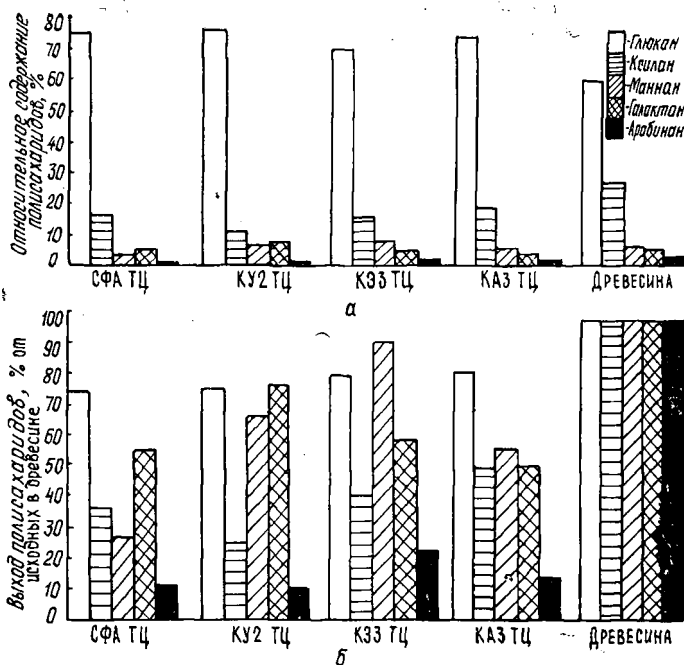 Относительное содержание
полисахаридов, %
80
70
60
50
40
30
20
10
0
-Глюкан
-Ксилан
-Маннан
-Галактан
-Арабинан
СФА ТЦ
КУ2 ТЦ
КЭ3 ТЦ
КАЗ ТЦ
ДРЕВЕСИНА
а
Выход полисахаридов, % от
исходных в древесине
100
90
80
70
60
50
40
30
20
10
0
СФА ТЦ
КУ2 ТЦ
КЭ3 ТЦ
КАЗ ТЦ
ДРЕВЕСИНА
б